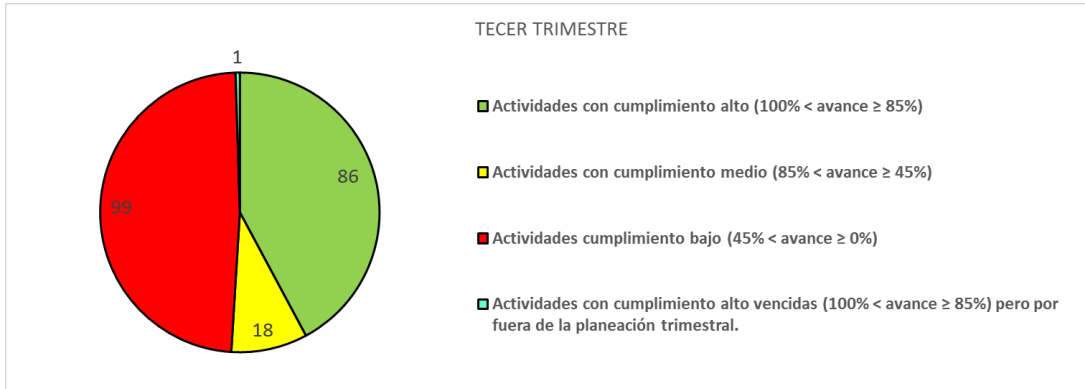 TECER TRIMESTRE
1
86
99
18
Actividades con cumplimiento alto (100% < avance ≥ 85%)
Actividades con cumplimiento medio (85% < avance ≥ 45%)
Actividades cumplimiento bajo (45% < avance ≥ 0%)
Actividades con cumplimiento alto vencidas (100% < avance ≥ 85%) pero por
fuera de la planeación trimestral.